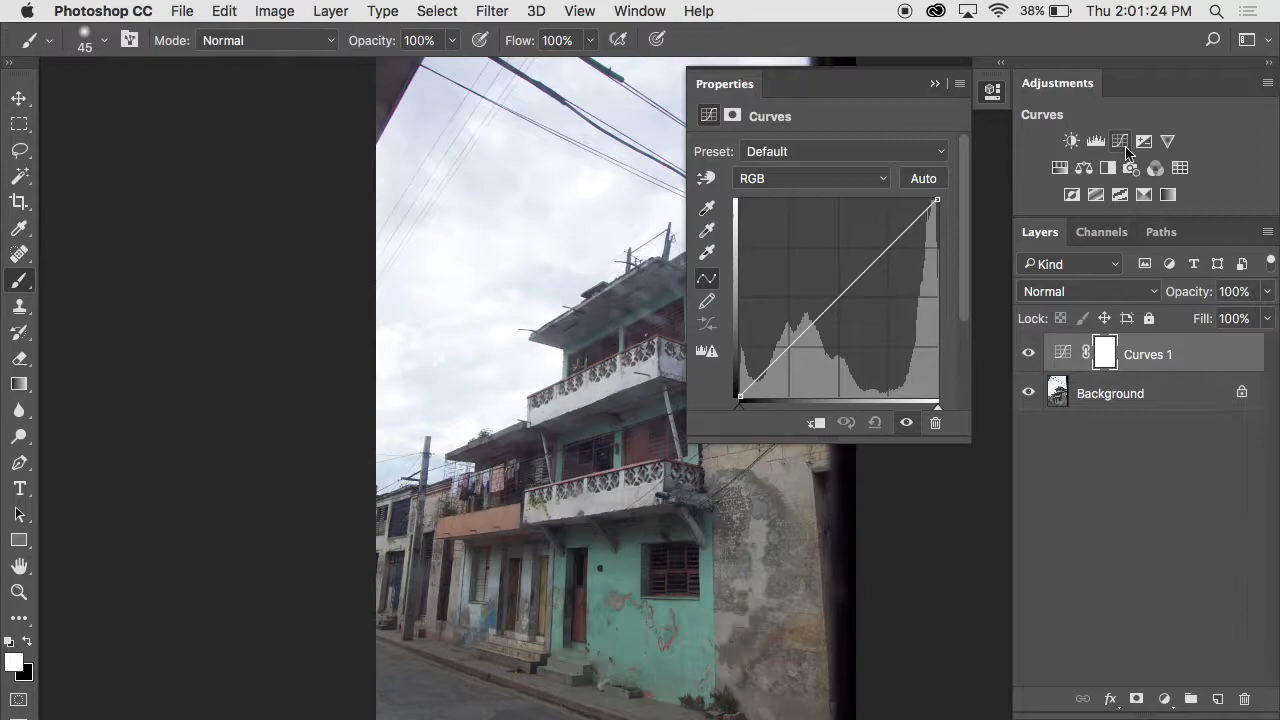 Photoshop CC File Edit Image Layer Type Select Filter 3D View Window Help 38% Thu 2:01:24 PM
45 Mode: Normal Opacity: 100% Flow: 100%
Properties
Curves
Preset: Default
RGB Auto
Adjustments
Curves
Layers Channels Paths
Kind
Normal Opacity: 100%
Lock: Fill: 100%
Curves 1
Background